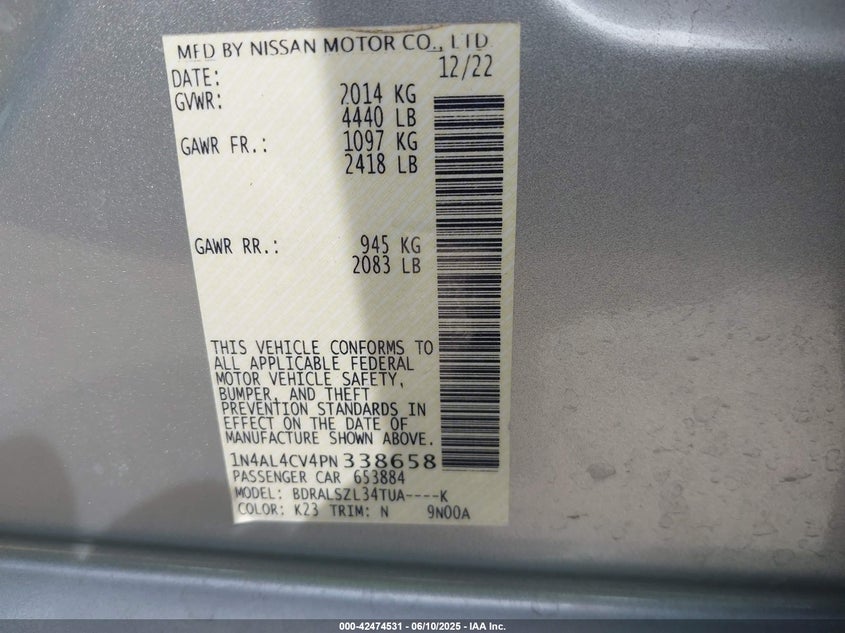 MFD BY NISSAN MOTOR CO., LTD.
DATE: 12/22
GVWR: 2014 KG
4440 LB
GAWR FR.: 1097 KG
2418 LB
GAWR RR.: 945 KG
2083 LB
THIS VEHICLE CONFORMS TO
ALL APPLICABLE FEDERAL
MOTOR VEHICLE SAFETY,
BUMPER, AND THEFT
PREVENTION STANDARDS IN
EFFECT ON THE DATE OF
MANUFACTURE SHOWN ABOVE.
1N4AL4CV4PN338658
PASSENGER CAR 653884
MODEL: BDRALSZL34TUA----K
COLOR: K23 TRIM: N 9N00A
000-42474531 - 06/10/2025 - IAA Inc.